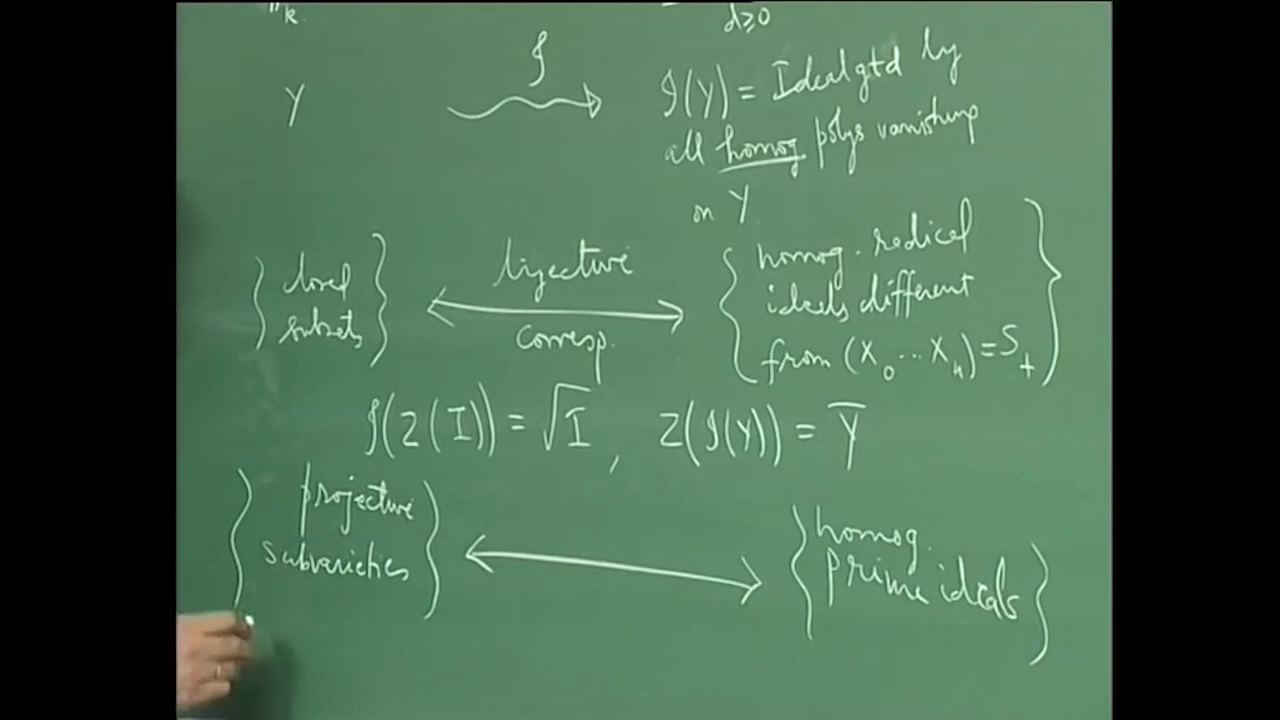 k
d≥0
Y
𝓘
𝓘(Y) = Ideal gtd by
all homog polys vanishing
on Y
{ closed
subsets }
bijective
corresp.
{ homog. radical
ideals different
from (X₀ ... Xₙ) = S₊ }
𝓘(Z(I)) = √I , Z(𝓘(Y)) = Y̅
{ projective
subvarieties }
{ homog.
prime ideals }